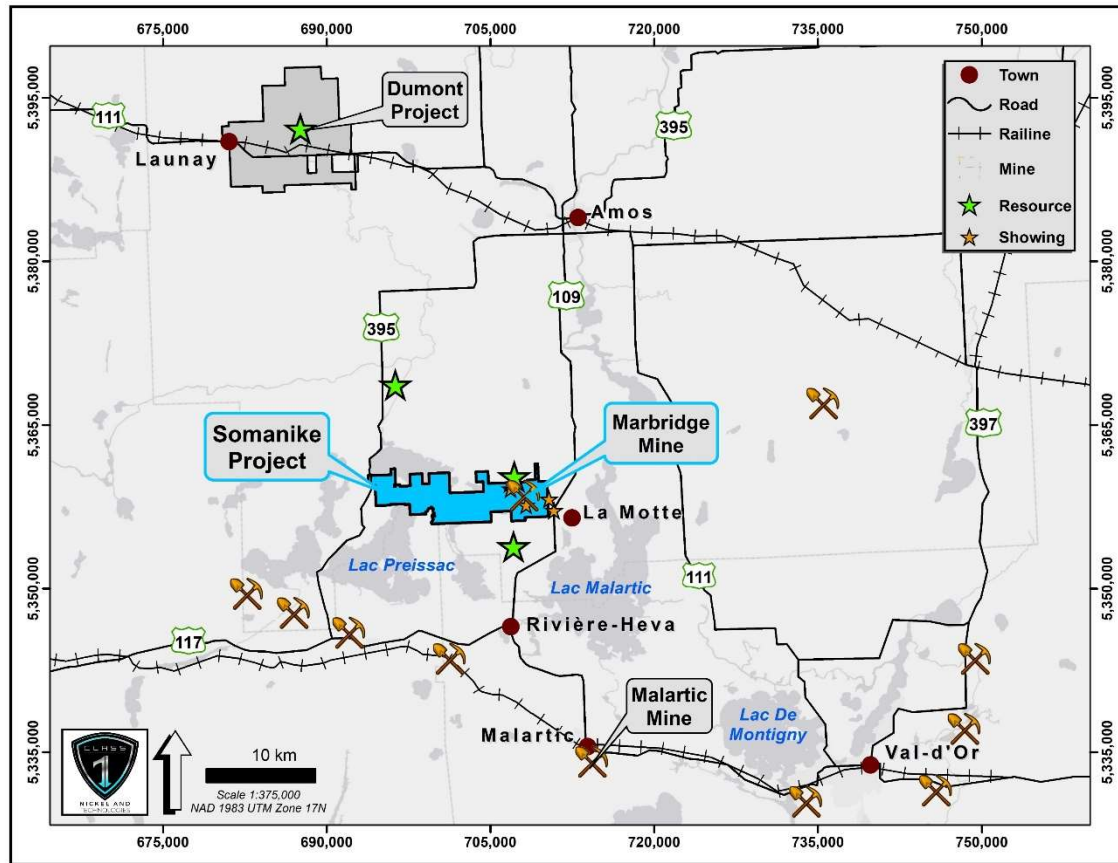 675,000
690,000
705,000
720,000
735,000
750,000
5,395,000
5,395,000
5,380,000
5,380,000
5,365,000
5,365,000
5,350,000
5,350,000
5,335,000
5,335,000
Dumont
Project
111
Launay
395
Amos
Town
Road
Railine
Mine
Resource
Showing
109
395
Somanike
Project
Marbridge
Mine
397
La Motte
Lac Preissac
Lac Malartic
111
117
Rivière-Heva
Malartic
Mine
Lac De
Montigny
Malartic
Val-d'Or
CLASS
1
NICKEL AND
TECHNOLOGIES
10 km
Scale 1:375,000
NAD 1983 UTM Zone 17N
675,000
690,000
705,000
720,000
735,000
750,000